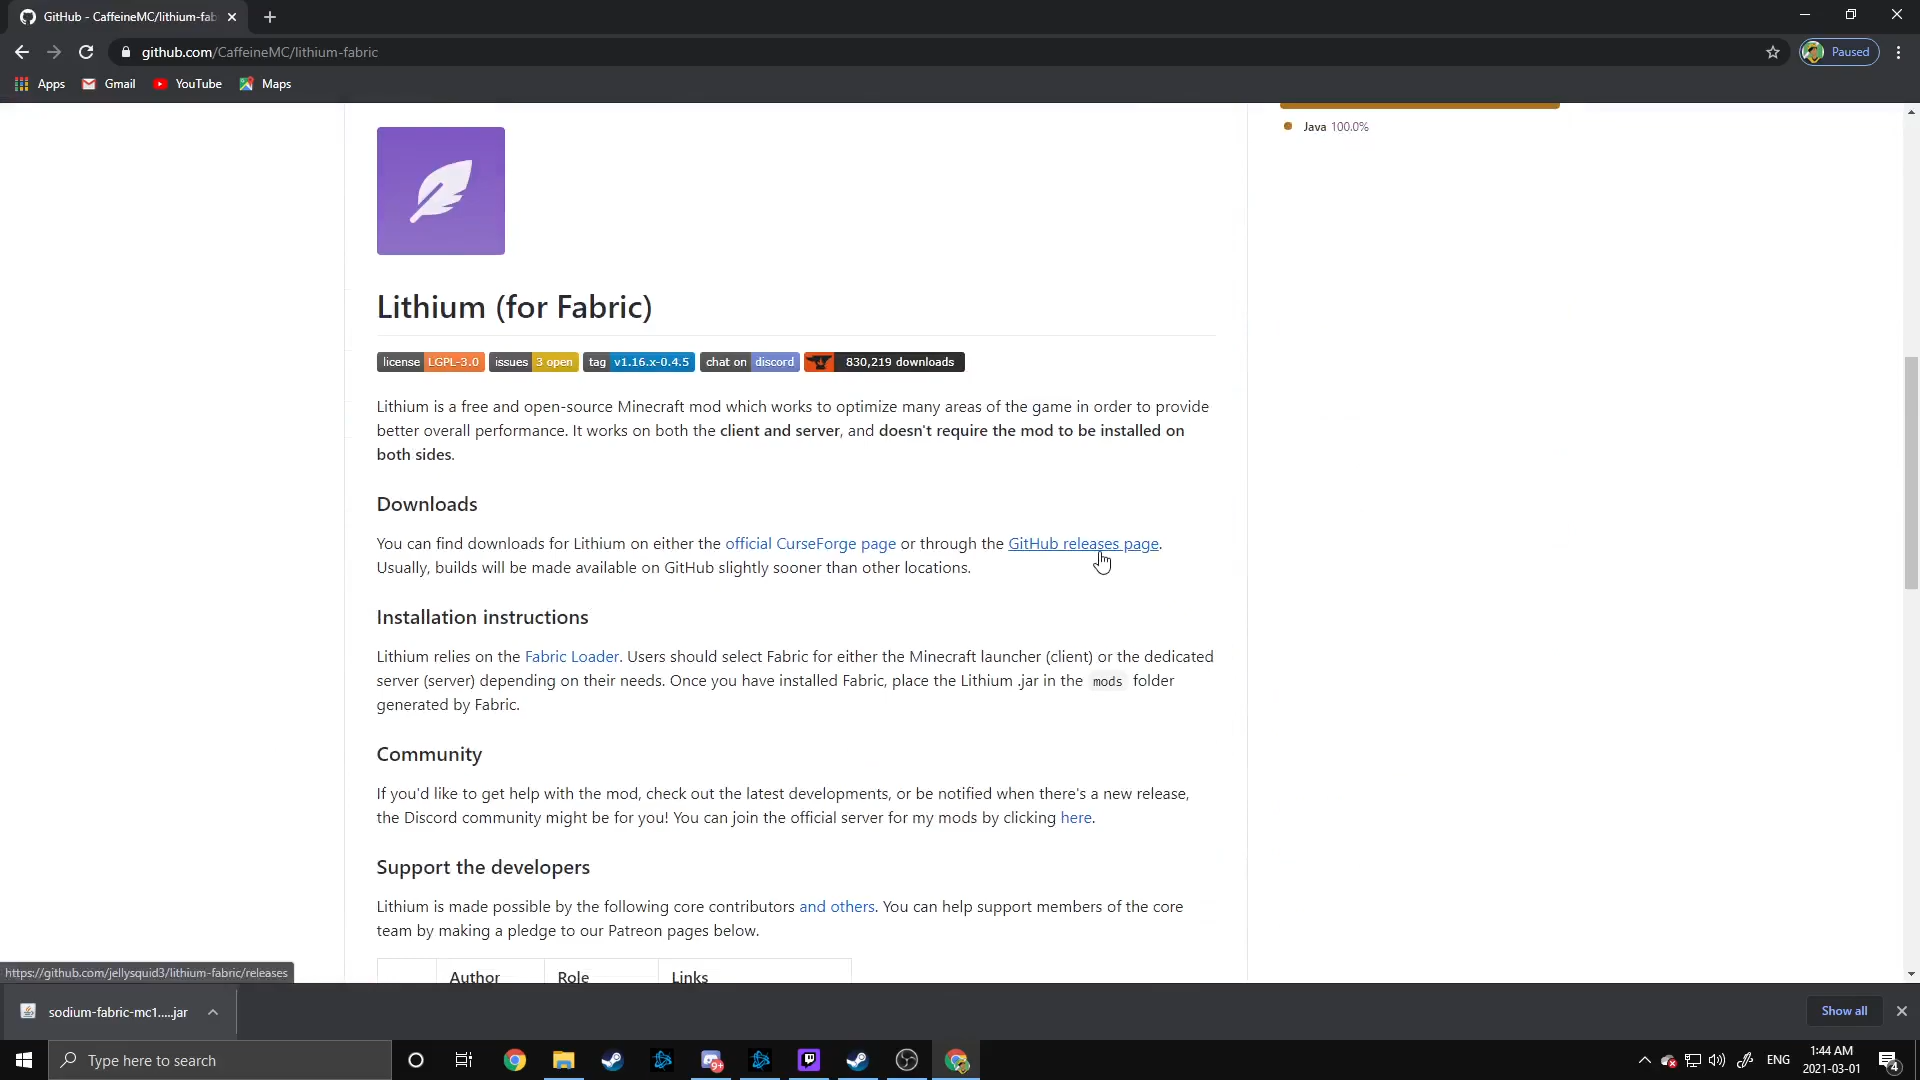 GitHub - CaffeineMC/lithium-fab
github.com/CaffeineMC/lithium-fabric
Paused
Apps
Gmail
YouTube
Maps
Java 100.0%
Lithium (for Fabric)
license LGPL-3.0 issues 3 open tag v1.16.x-0.4.5 chat on discord 830,219 downloads
Lithium is a free and open-source Minecraft mod which works to optimize many areas of the game in order to provide
better overall performance. It works on both the client and server, and doesn't require the mod to be installed on
both sides.
Downloads
You can find downloads for Lithium on either the official CurseForge page or through the GitHub releases page.
Usually, builds will be made available on GitHub slightly sooner than other locations.
Installation instructions
Lithium relies on the Fabric Loader. Users should select Fabric for either the Minecraft launcher (client) or the dedicated
server (server) depending on their needs. Once you have installed Fabric, place the Lithium .jar in the mods folder
generated by Fabric.
Community
If you'd like to get help with the mod, check out the latest developments, or be notified when there's a new release,
the Discord community might be for you! You can join the official server for my mods by clicking here.
Support the developers
Lithium is made possible by the following core contributors and others. You can help support members of the core
team by making a pledge to our Patreon pages below.
Author Role Links
https://github.com/jellysquid3/lithium-fabric/releases
sodium-fabric-mc1.....jar
Show all
Type here to search
9+
ENG
1:44 AM
2021-03-01
4